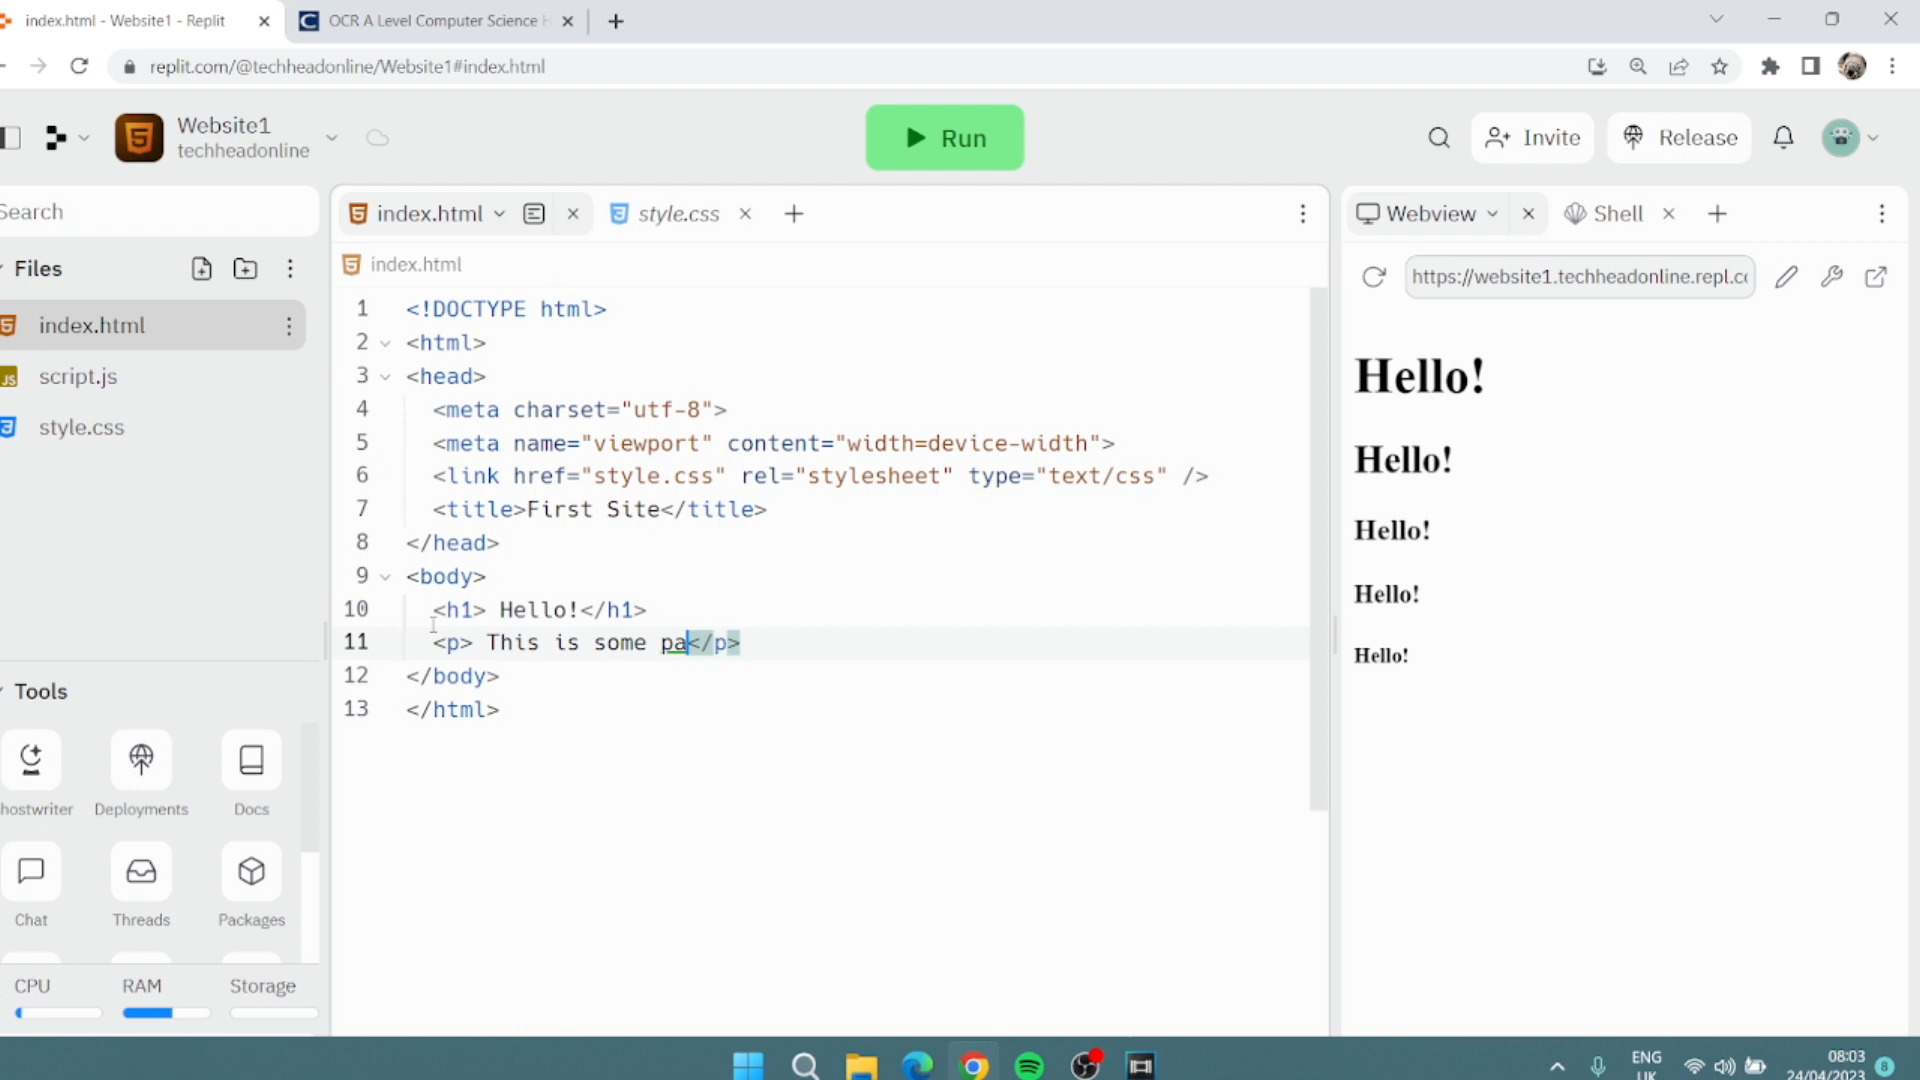 index.html - Website1 - Replit
OCR A Level Computer Science
replit.com/@techheadonline/Website1#index.html
Website1
techheadonline
Run
Invite
Release
Search
index.html
style.css
Webview
Shell
Files
index.html
https://website1.techheadonline.repl.co
index.html
script.js
style.css
1 <!DOCTYPE html>
2 <html>
3 <head>
4 <meta charset="utf-8">
5 <meta name="viewport" content="width=device-width">
6 <link href="style.css" rel="stylesheet" type="text/css" />
7 <title>First Site</title>
8 </head>
9 <body>
10 <h1> Hello!</h1>
11 <p> This is some pa</p>
12 </body>
13 </html>
Hello!
Hello!
Hello!
Hello!
Hello!
Tools
hostwriter
Deployments
Docs
Chat
Threads
Packages
CPU
RAM
Storage
ENG
UK
08:03
24/04/2023
8